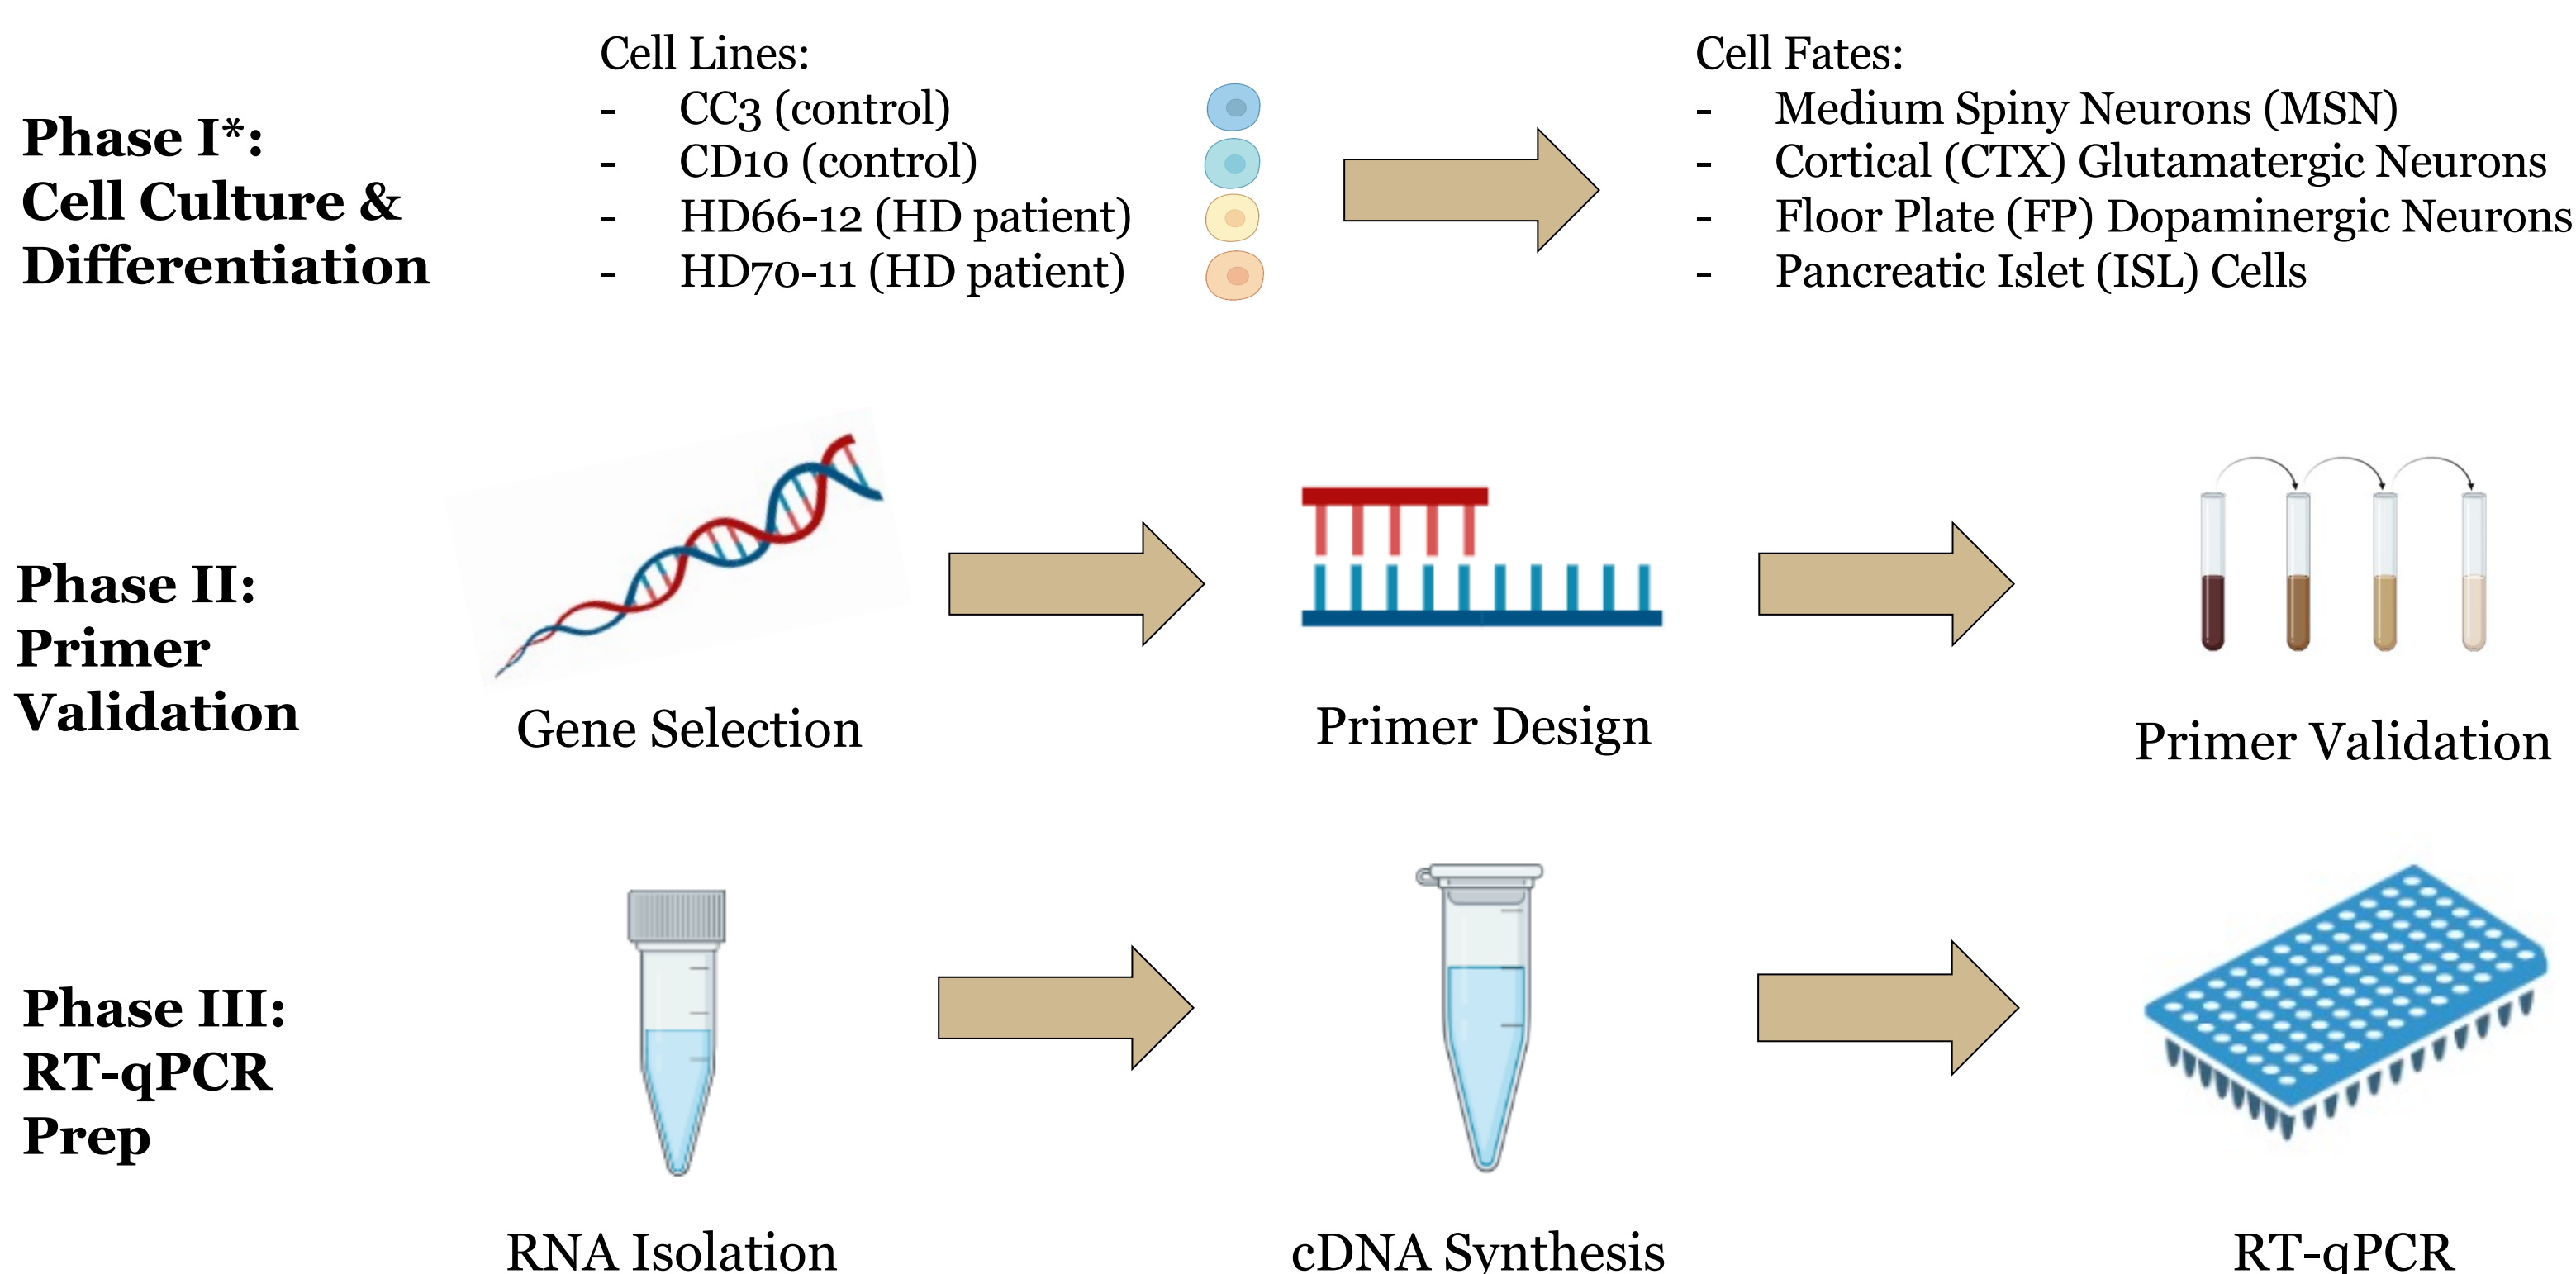 Phase I*:
Cell Culture &
Differentiation
Cell Lines:
- CC3 (control)
- CD10 (control)
- HD66-12 (HD patient)
- HD70-11 (HD patient)
Cell Fates:
- Medium Spiny Neurons (MSN)
- Cortical (CTX) Glutamatergic Neurons
- Floor Plate (FP) Dopaminergic Neurons
- Pancreatic Islet (ISL) Cells
Phase II:
Primer
Validation
Gene Selection
Primer Design
Primer Validation
Phase III:
RT-qPCR
Prep
RNA Isolation
cDNA Synthesis
RT-qPCR